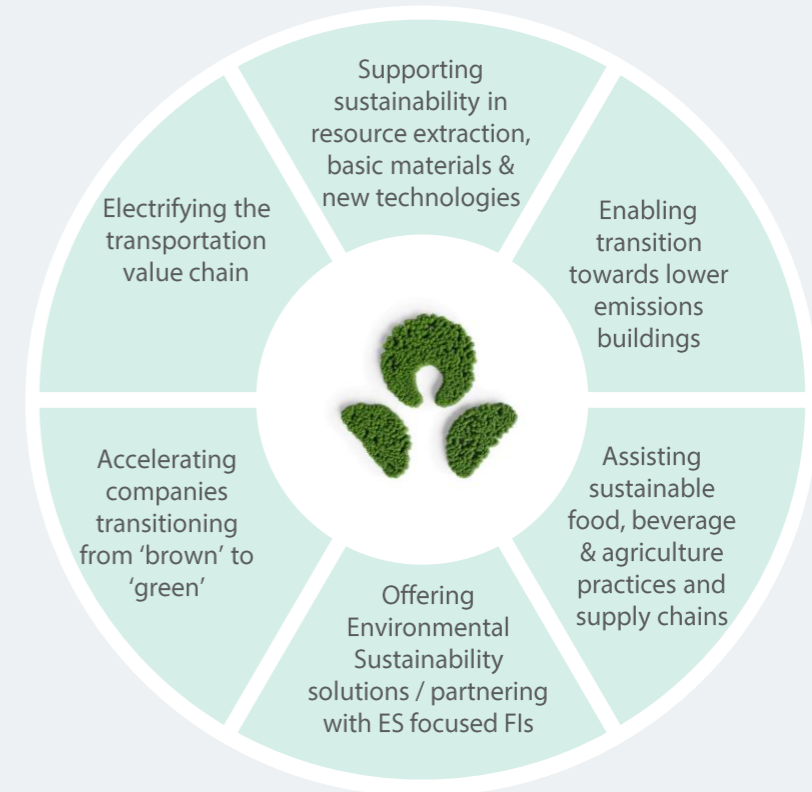 Supporting
sustainability in
resource extraction,
basic materials &
new technologies
Enabling
transition
towards lower
emissions
buildings
Assisting
sustainable
food, beverage
& agriculture
practices and
supply chains
Offering
Environmental
Sustainability
solutions / partnering
with ES focused FIs
Accelerating
companies
transitioning
from ‘brown’ to
‘green’
Electrifying the
transportation
value chain